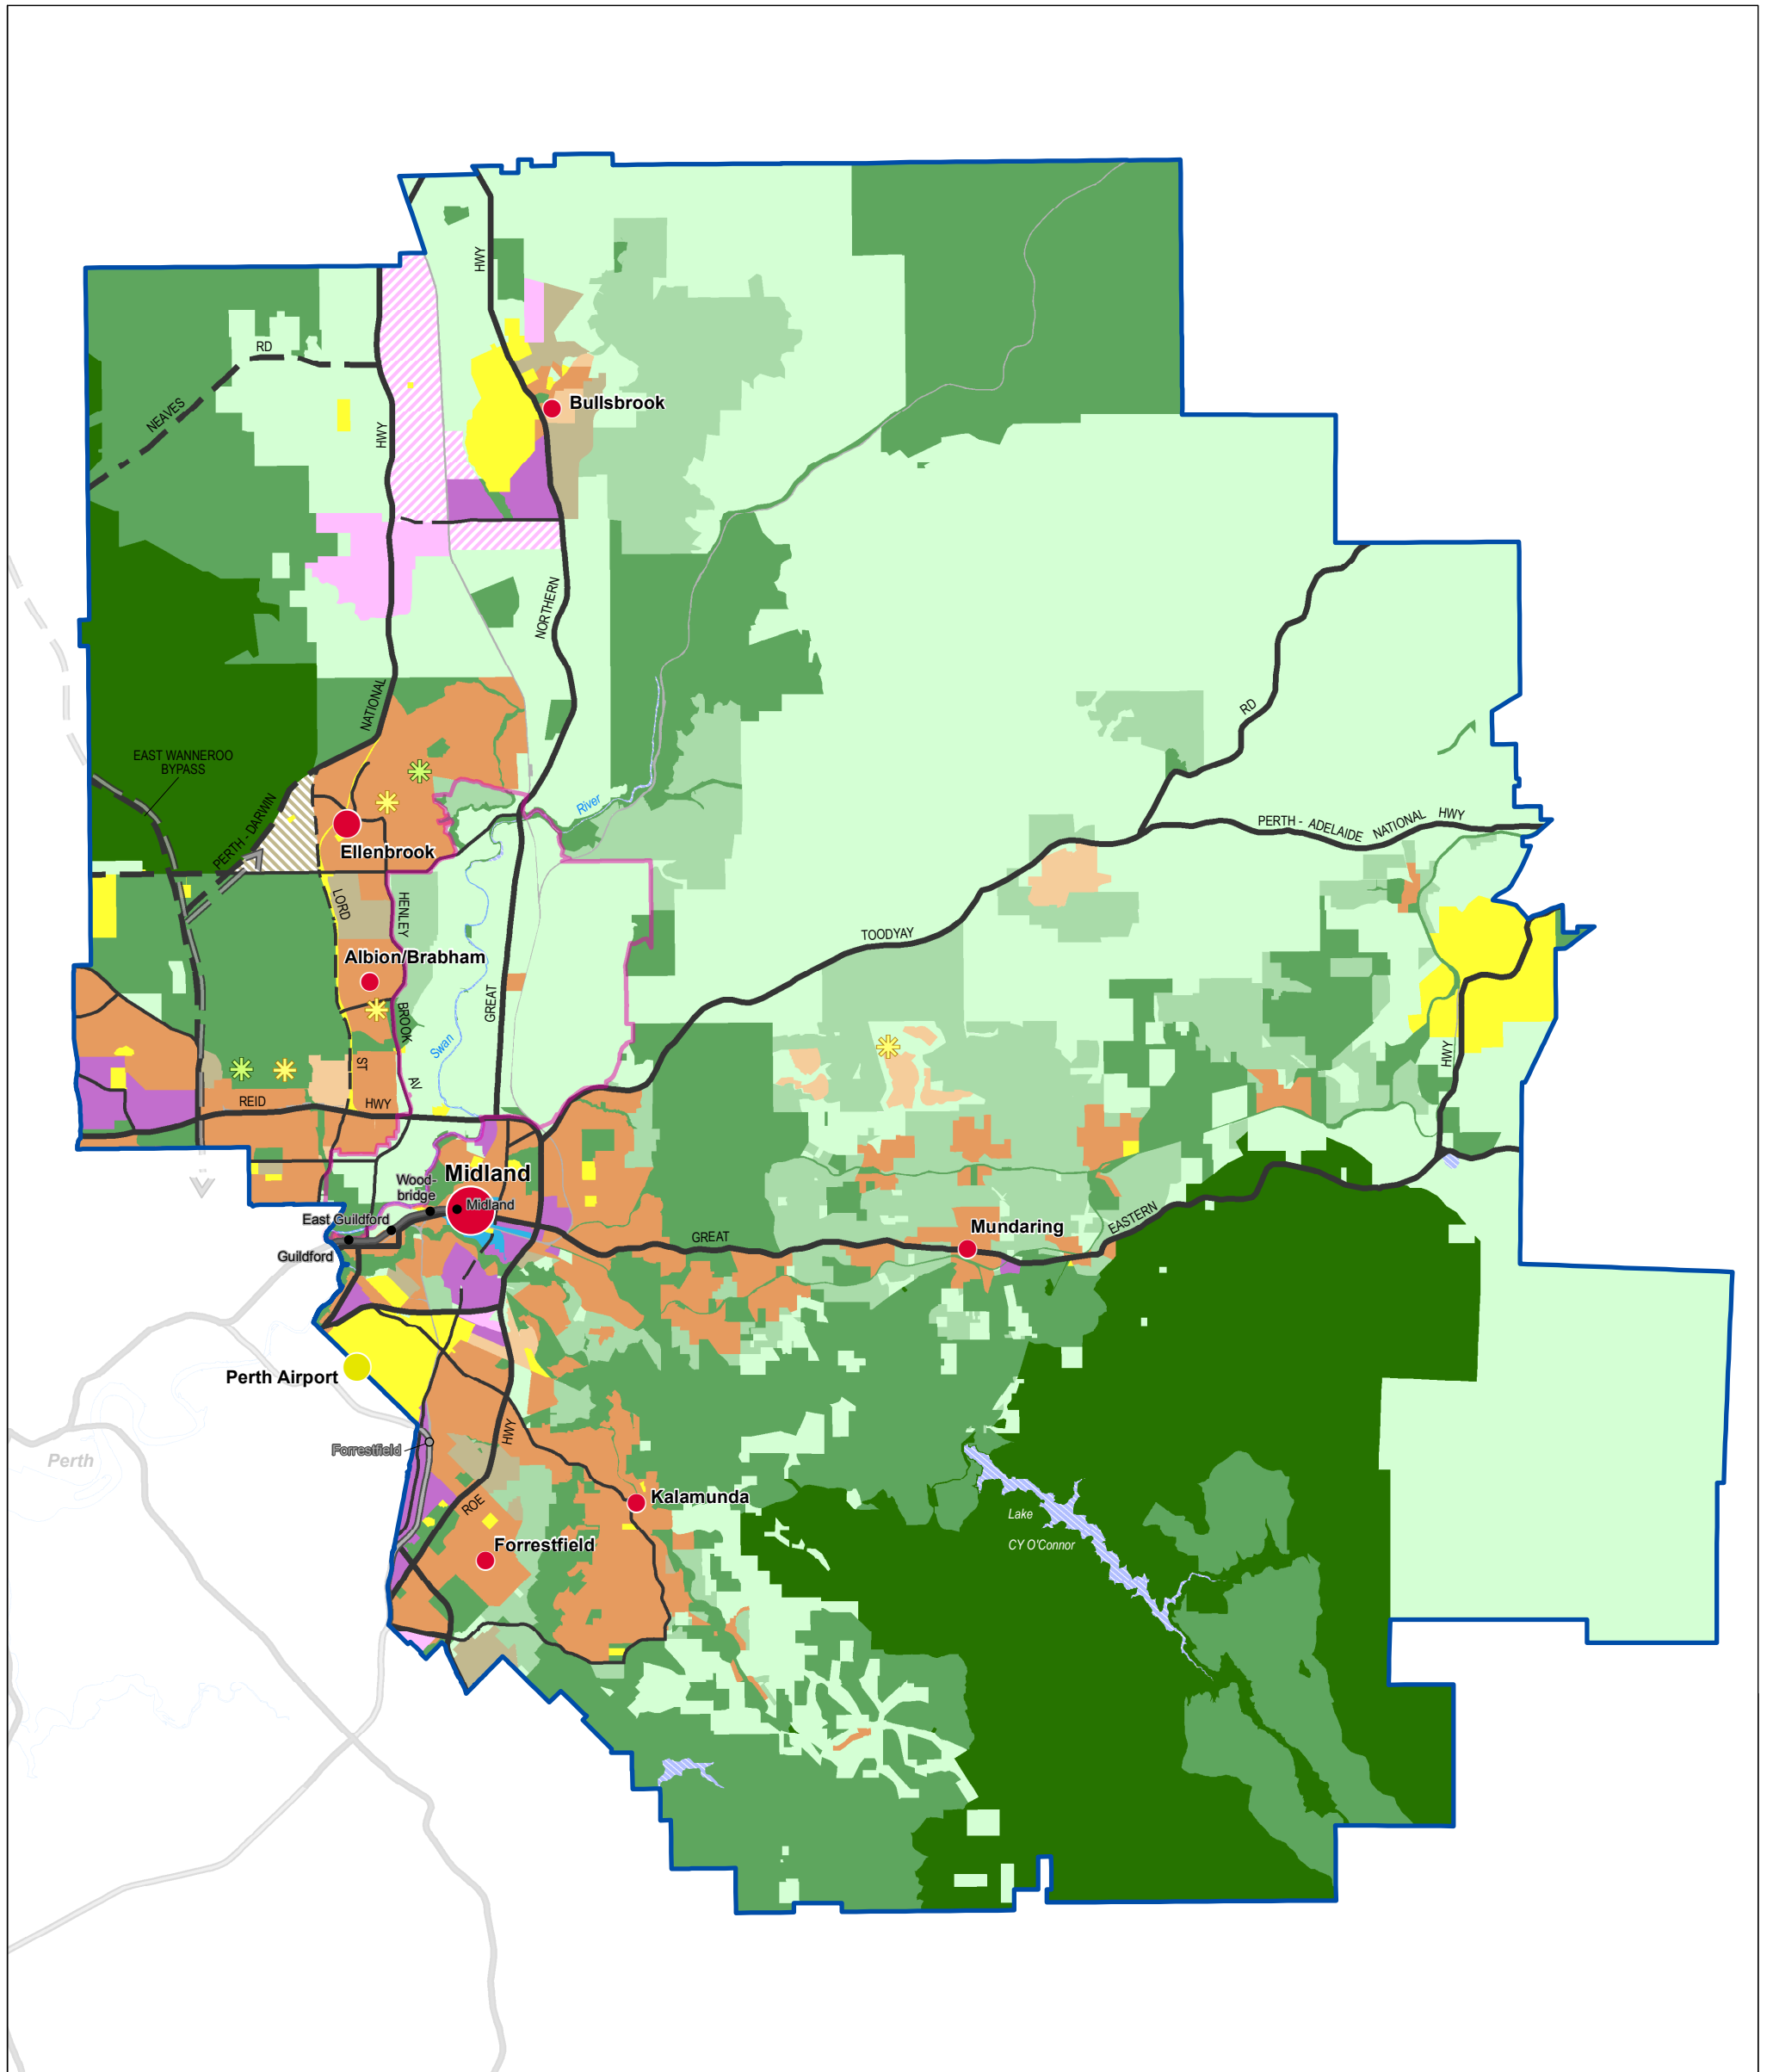 HWY
RD
NEAVES
HWY
Bullsbrook
NORTHERN
NATIONAL
RD
EAST WANNEROO
BYPASS
PERTH - DARWIN
River
PERTH - ADELAIDE NATIONAL HWY
Ellenbrook
LORD
HENLEY
TOODYAY
Albion/Brabham
GREAT
BROOK
Swan
ST
AV
HWY
REID
HWY
Midland
Wood-
bridge
Midland
East Guildford
Guildford
GREAT
Mundaring
EASTERN
Perth Airport
HWY
Forrestfield
Perth
ROE
Kalamunda
Lake
CY O'Connor
Forrestfield